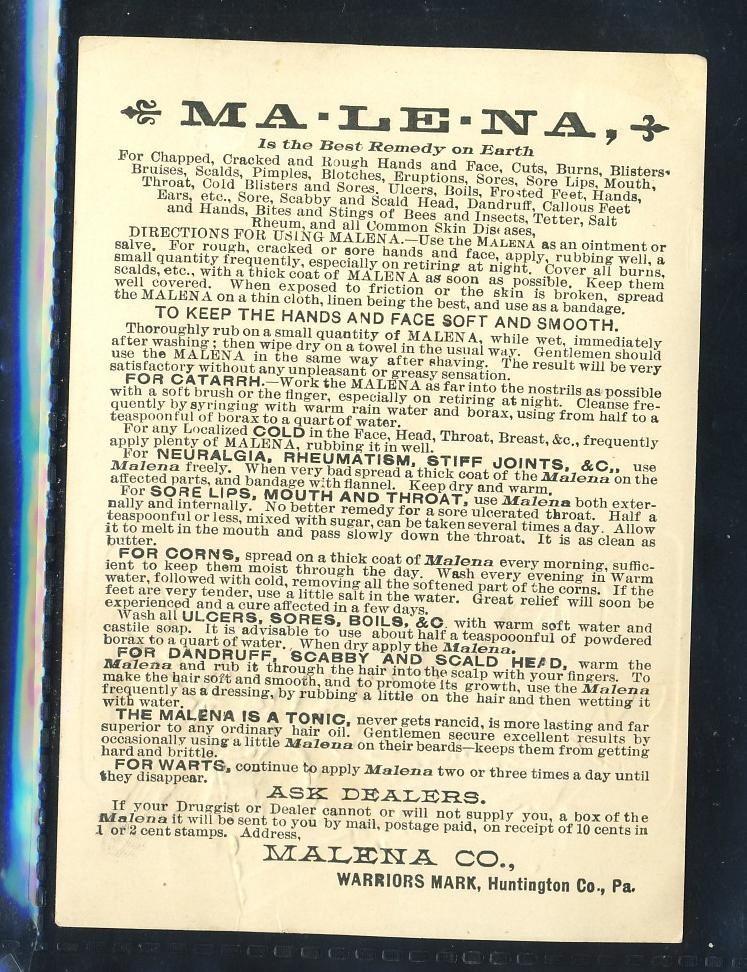 MA·LE·NA,
Is the Best Remedy on Earth
For Chapped, Cracked and Rough Hands and Face, Cuts, Burns, Blisters,
Bruises, Scalds, Pimples, Blotches, Eruptions, Sores, Sore Lips, Mouth,
Throat, Cold Blisters and Sores, Ulcers, Boils, Frosted Feet, Hands,
Ears, etc., Sore, Scabby and Scald Head, Dandruff, Callous Feet
and Hands, Bites and Stings of Bees and Insects, Tetter, Salt
Rheum, and all Common Skin Diseases,
DIRECTIONS FOR USING MALENA.—Use the MALENA as an ointment or
salve. For rough, cracked or sore hands and face, apply, rubbing well, a
small quantity frequently, especially on retiring at night. Cover all burns,
scalds, etc., with a thick coat of MALENA as soon as possible. Keep them
well covered. When exposed to friction or the skin is broken, spread
the MALENA on a thin cloth, linen being the best, and use as a bandage.
TO KEEP THE HANDS AND FACE SOFT AND SMOOTH.
Thoroughly rub on a small quantity of MALENA, while wet, immediately
after washing; then wipe dry on a towel in the usual way. Gentlemen should
use the MALENA in the same way after shaving. The result will be very
satisfactory without any unpleasant or greasy sensation.
FOR CATARRH.—Work the MALENA as far into the nostrils as possible
with a soft brush or the finger, especially on retiring at night. Cleanse fre-
quently by syringing with warm rain water and borax, using from half to a
teaspoonful of borax to a quart of water.
For any Localized COLD in the Face, Head, Throat, Breast, &c., frequently
apply plenty of MALENA, rubbing it in well.
For NEURALGIA, RHEUMATISM, STIFF JOINTS, &C., use
Malena freely. When very bad spread a thick coat of the Malena on the
affected parts, and bandage with flannel. Keep dry and warm.
For SORE LIPS, MOUTH AND THROAT, use Malena both exter-
nally and internally. No better remedy for a sore ulcerated throat. Half a
teaspoonful or less, mixed with sugar, can be taken several times a day. Allow
it to melt in the mouth and pass slowly down the throat. It is as clean as
butter.
FOR CORNS, spread on a thick coat of Malena every morning, suffic-
ient to keep them moist through the day. Wash every evening in Warm
water, followed with cold, removing all the softened part of the corns. If the
feet are very tender, use a little salt in the water. Great relief will soon be
experienced and a cure affected in a few days.
Wash all ULCERS, SORES, BOILS, &C. with warm soft water and
castile soap. It is advisable to use about half a teaspooonful of powdered
borax to a quart of water. When dry apply the Malena.
FOR DANDRUFF, SCABBY AND SCALD HEAD, warm the
Malena and rub it through the hair into the scalp with your fingers. To
make the hair soft and smooth, and to promote its growth, use the Malena
frequently as a dressing, by rubbing a little on the hair and then wetting it
with water.
THE MALENA IS A TONIC, never gets rancid, is more lasting and far
superior to any ordinary hair oil. Gentlemen secure excellent results by
occasionally using a little Malena on their beards—keeps them from getting
hard and brittle.
FOR WARTS, continue to apply Malena two or three times a day until
they disappear.
ASK DEALERS.
If your Druggist or Dealer cannot or will not supply you, a box of the
Malena it will be sent to you by mail, postage paid, on receipt of 10 cents in
1 or 2 cent stamps. Address,
MALENA CO.,
WARRIORS MARK, Huntington Co., Pa.